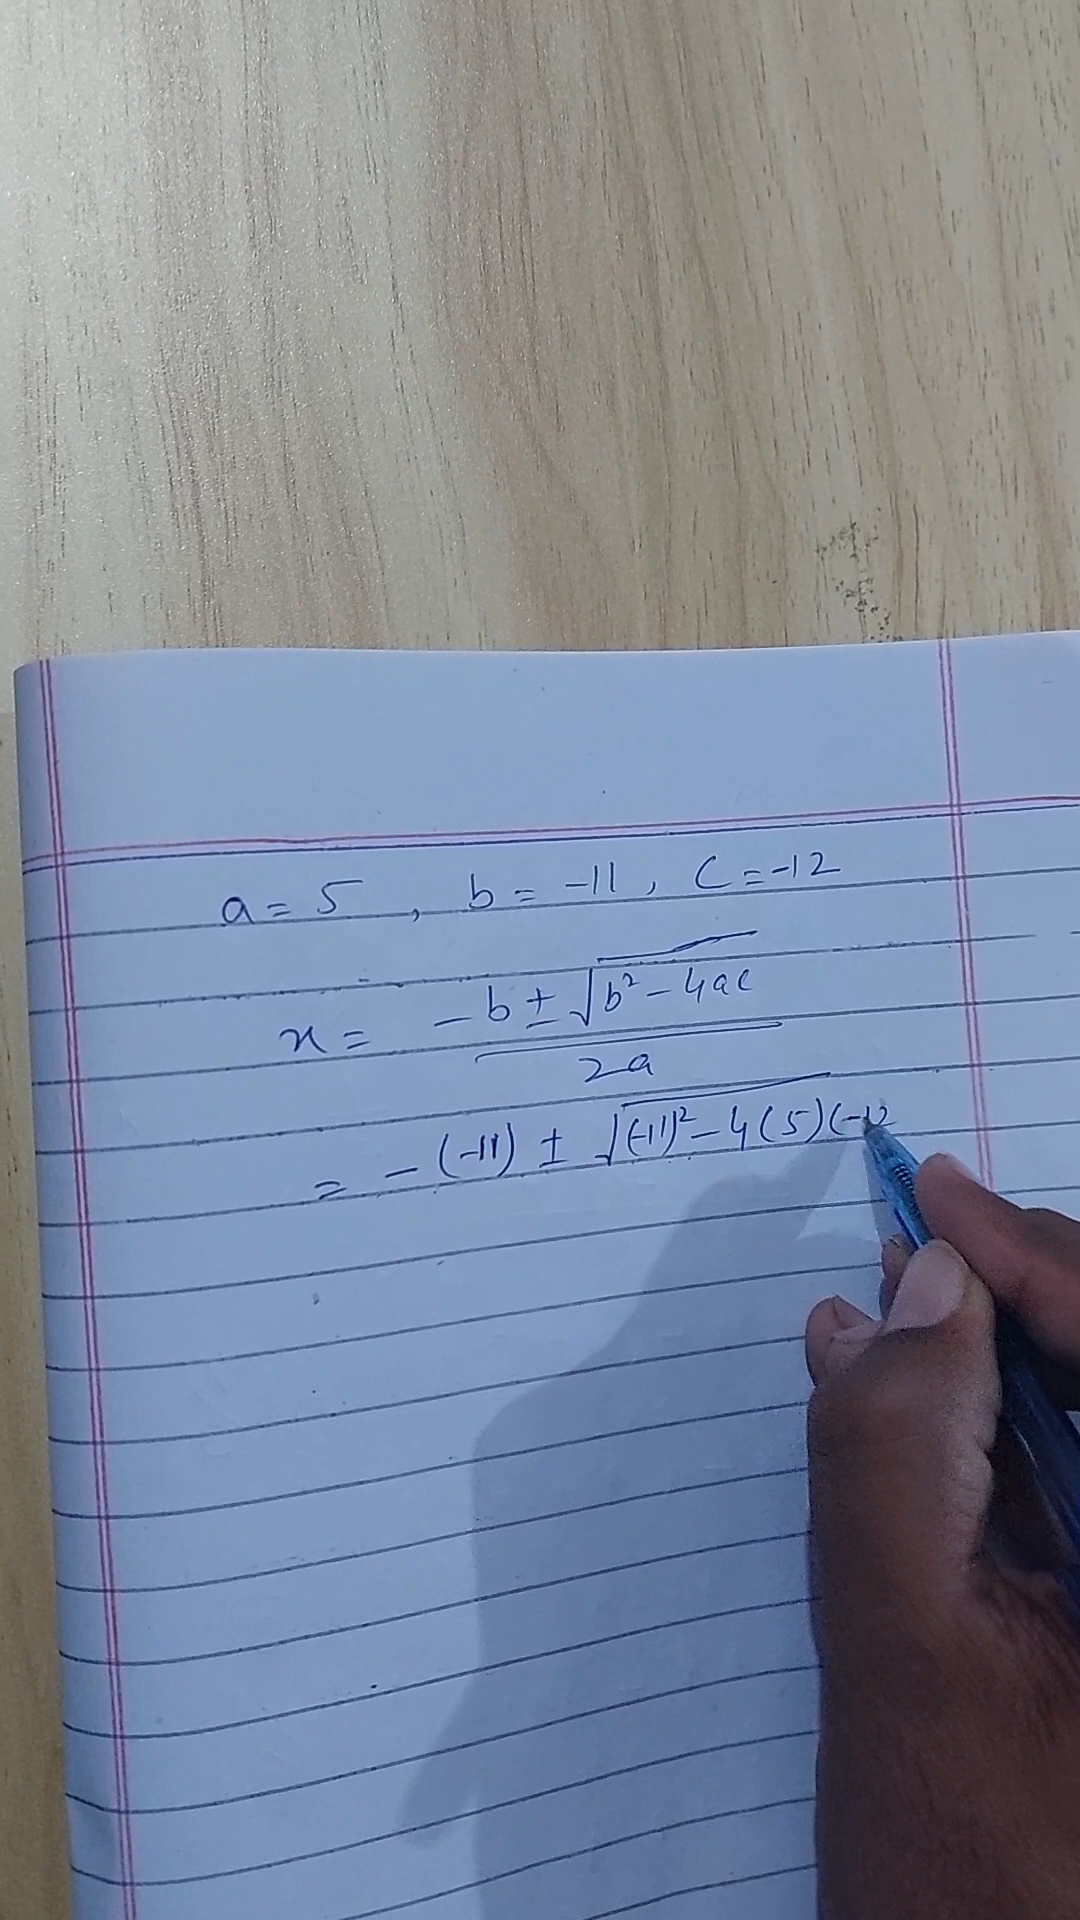 a = 5 , b = -11 , C = -12
x = -b ± √b² - 4ac
2a
= -(-11) ± √(-11)² - 4(5)(-12